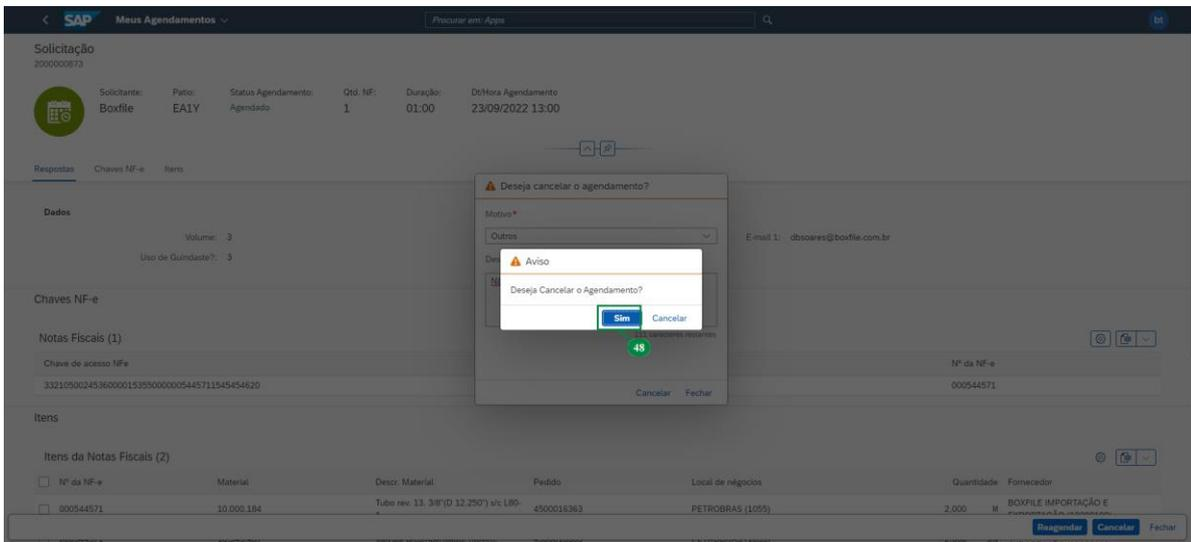 SAP Meus Agendamentos Procurar em: Apps bt
Solicitação
2000000873
Solicitante: Patio: Status Agendamento: Qtd. NF: Duração: Dt/Hora Agendamento
Boxfile EA1Y Agendado 1 01:00 23/09/2022 13:00
Respostas Chaves NF-e Itens
Deseja cancelar o agendamento?
Dados
Motivo*
Volume: 3 Outros E-mail 1: dbsoares@boxfile.com.br
Uso de Guindaste?: 3
Aviso
Deseja Cancelar o Agendamento?
Chaves NF-e
Sim Cancelar
caracteres restantes
48
Notas Fiscais (1)
Chave de acesso NFe Nº da NF-e
000544571
Cancelar Fechar
Itens
Itens da Notas Fiscais (2)
Nº da NF-e Material Descr. Material Pedido Local de négocios Quantidade Fornecedor
000544571 10.000.184 Tubo rev. 13. 3/8"(D 12.250") s/c L80- 4500016363 PETROBRAS (1055) 2,000 M BOXFILE IMPORTAÇÃO E
Reagendar Cancelar Fechar